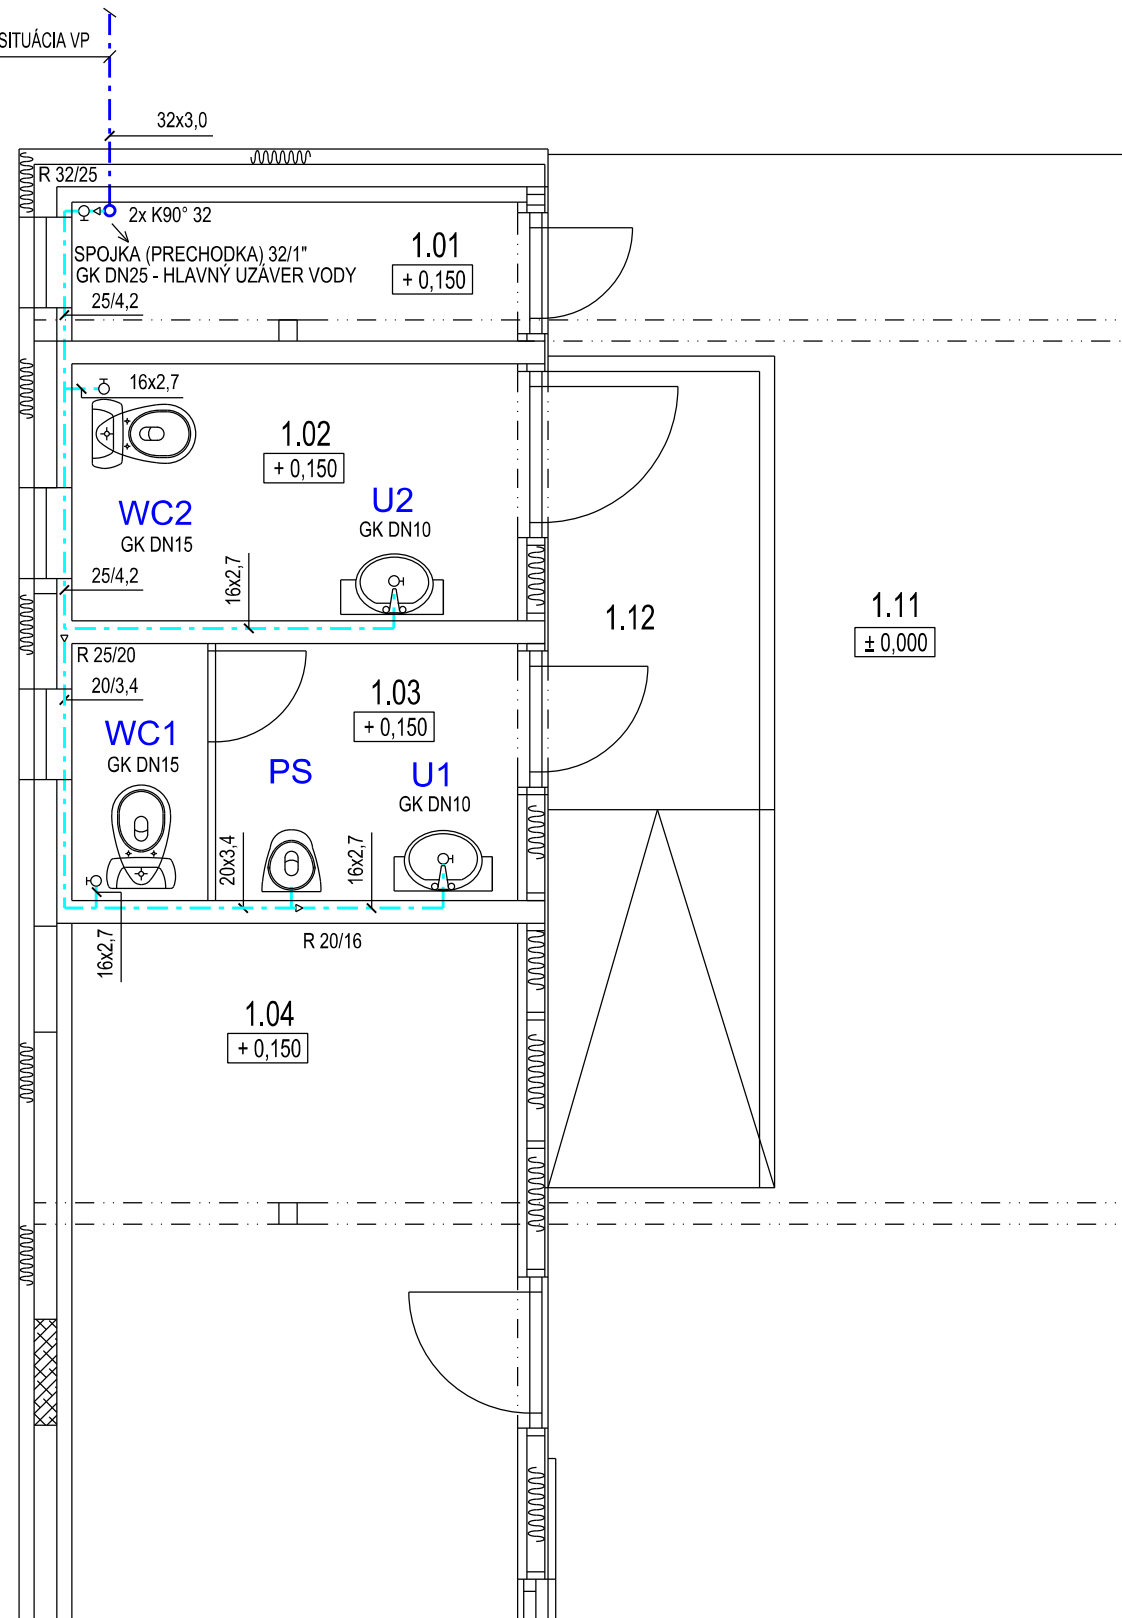 SITUÁCIA VP
32x3,0
R 32/25
2x K90° 32
SPOJKA (PRECHODKA) 32/1"
GK DN25 - HLAVNÝ UZÁVER VODY
1.01
+ 0,150
25/4,2
16x2,7
1.02
+ 0,150
WC2
GK DN15
U2
GK DN10
25/4,2
16x2,7
1.12
1.11
± 0,000
R 25/20
20/3,4
1.03
+ 0,150
WC1
GK DN15
PS
U1
GK DN10
20x3,4
16x2,7
16x2,7
R 20/16
1.04
+ 0,150